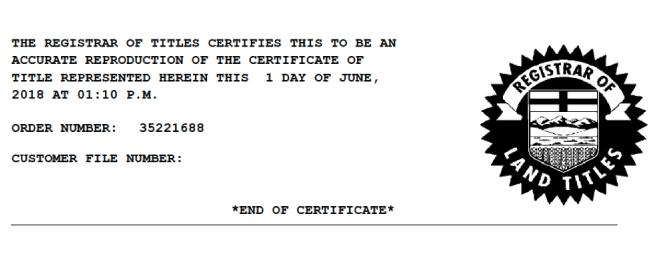 THE REGISTRAR OF TITLES CERTIFIES THIS TO BE AN
ACCURATE REPRODUCTION OF THE CERTIFICATE OF
TITLE REPRESENTED HEREIN THIS 1 DAY OF JUNE,
2018 AT 01:10 P.M.
ORDER NUMBER: 35221688
CUSTOMER FILE NUMBER:
REGISTRAR OF
LAND TITLES
*END OF CERTIFICATE*